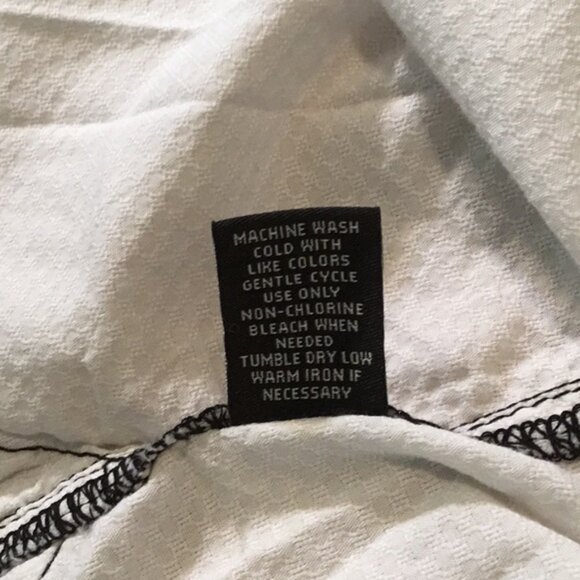 MACHINE WASH
COLD WITH
LIKE COLORS
GENTLE CYCLE
USE ONLY
NON-CHLORINE
BLEACH WHEN
NEEDED
TUMBLE DRY LOW
WARM IRON IF
NECESSARY